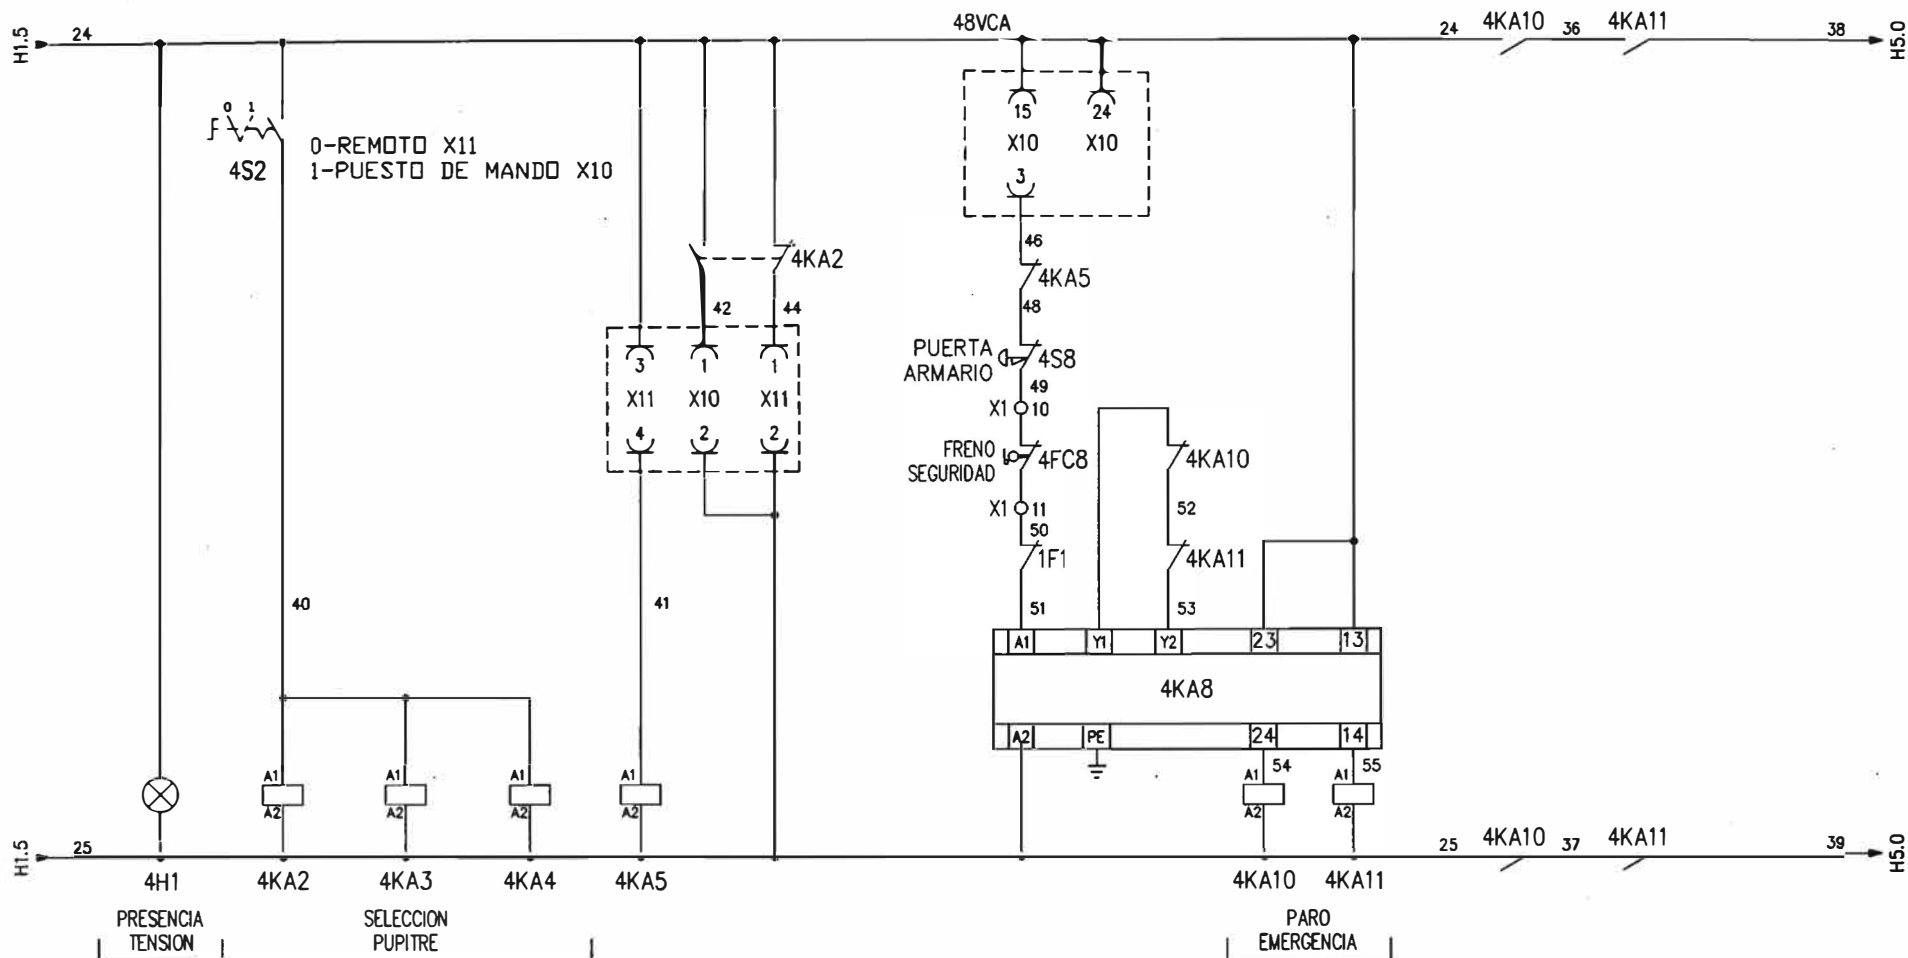 H1.5
24
48VCA
24
4KA10
36
4KA11
38
H5.0
0 1
4S2
0-REMOTO X11
1-PUESTO DE MANDO X10
15
24
X10
X10
3
46
4KA2
4KA5
42
44
48
PUERTA
ARMARIO
4S8
49
3
1
1
X11
X10
X11
X1
10
4
2
2
FRENO
SEGURIDAD
4FC8
4KA10
X1
11
52
50
1F1
4KA11
40
41
51
53
A1
Y1
Y2
23
13
4KA8
A2
PE
24
14
54
55
A1
A1
A1
A1
A1
A1
A2
A2
A2
A2
A2
A2
H1.5
25
25
4KA10
37
4KA11
39
H5.0
4H1
4KA2
4KA3
4KA4
4KA5
4KA10
4KA11
PRESENCIA
TENSION
SELECCION
PUPITRE
PARO
EMERGENCIA